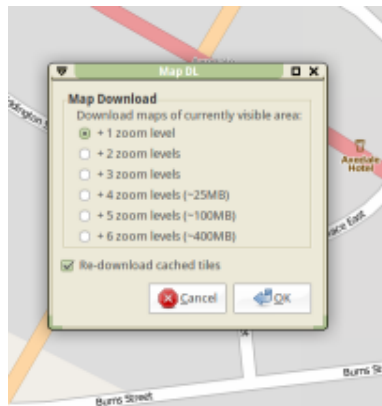 Map DL
Map Download
Download maps of currently visible area:
+ 1 zoom level
+ 2 zoom levels
+ 3 zoom levels
+ 4 zoom levels (~25MB)
+ 5 zoom levels (~100MB)
+ 6 zoom levels (~400MB)
Re-download cached tiles
Cancel
OK
Avondale
Hotel
East
Burns Street
Burns